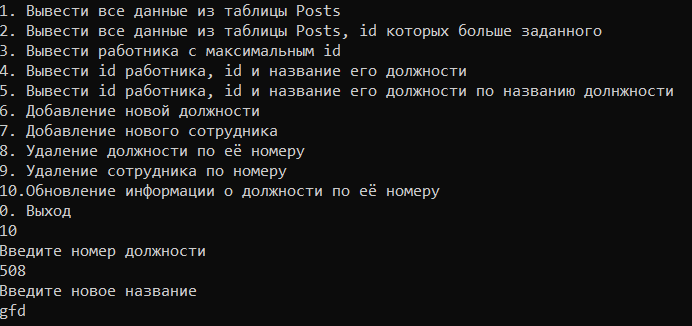 1. Вывести все данные из таблицы Posts
2. Вывести все данные из таблицы Posts, id которых больше заданного
3. Вывести работника с максимальным id
4. Вывести id работника, id и название его должности
5. Вывести id работника, id и название его должности по названию долнжности
6. Добавление новой должности
7. Добавление нового сотрудника
8. Удаление должности по её номеру
9. Удаление сотрудника по номеру
10.Обновление информации о должности по её номеру
0. Выход
10
Введите номер должности
508
Введите новое название
gfd